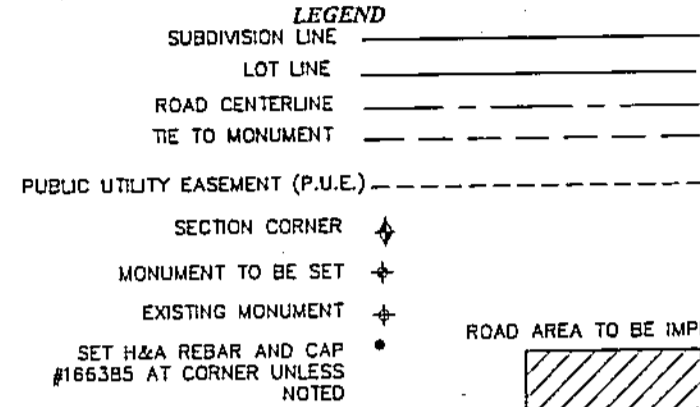 LEGEND
SUBDIVISION LINE
LOT LINE
ROAD CENTERLINE
TIE TO MONUMENT
PUBLIC UTILITY EASEMENT (P.U.E.)
SECTION CORNER
MONUMENT TO BE SET
EXISTING MONUMENT
ROAD AREA TO BE IMP
SET H&A REBAR AND CAP
#166385 AT CORNER UNLESS
NOTED